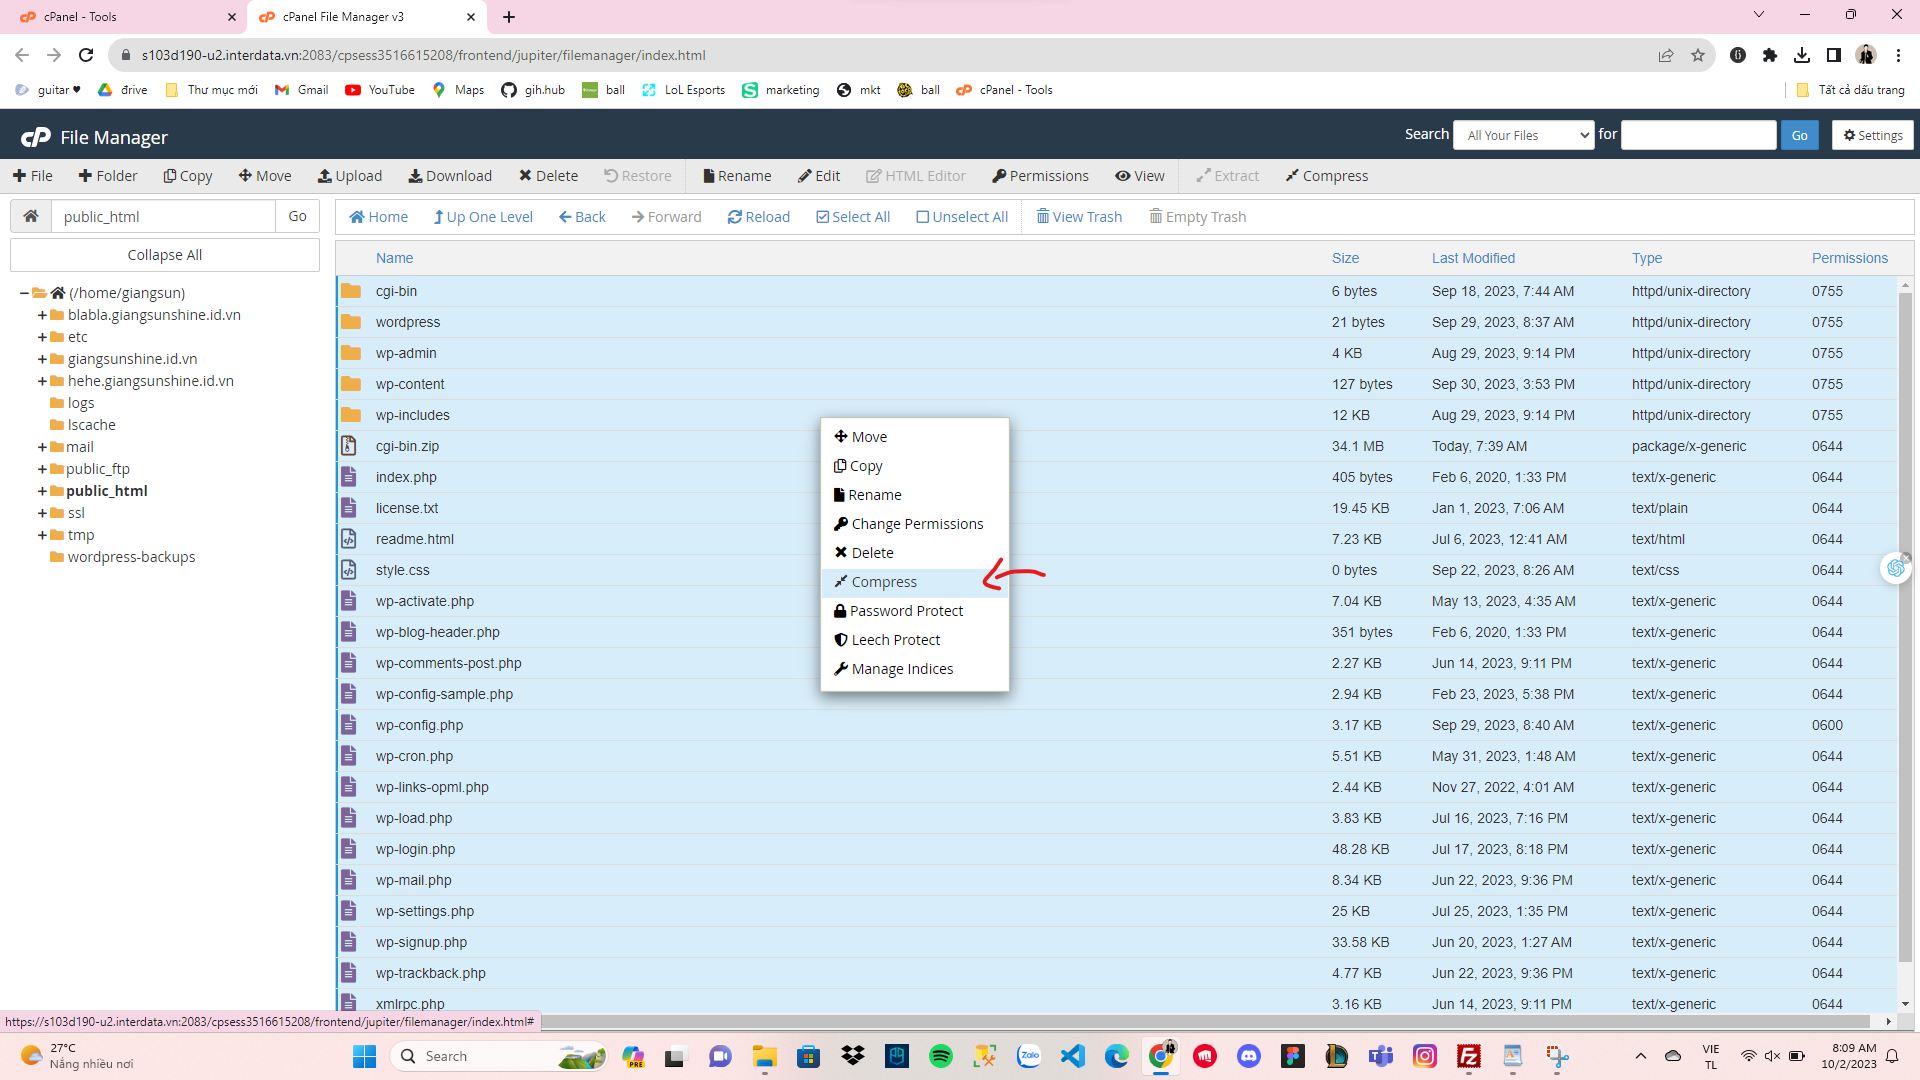 cPanel - Tools
cPanel File Manager v3
s103d190-u2.interdata.vn:2083/cpsess3516615208/frontend/jupiter/filemanager/index.html
guitar ♥ đrive Thư mục mới Gmail YouTube Maps gih.hub ball LoL Esports marketing mkt ball cPanel - Tools Tất cả dấu trang
cP File Manager Search All Your Files for Go Settings
File Folder Copy Move Upload Download Delete Restore Rename Edit HTML Editor Permissions View Extract Compress
public_html Go
Home Up One Level Back Forward Reload Select All Unselect All View Trash Empty Trash
Collapse All
(/home/giangsun)
blabla.giangsunshine.id.vn
etc
giangsunshine.id.vn
hehe.giangsunshine.id.vn
logs
lscache
mail
public_ftp
public_html
ssl
tmp
wordpress-backups
Name Size Last Modified Type Permissions
cgi-bin 6 bytes Sep 18, 2023, 7:44 AM httpd/unix-directory 0755
wordpress 21 bytes Sep 29, 2023, 8:37 AM httpd/unix-directory 0755
wp-admin 4 KB Aug 29, 2023, 9:14 PM httpd/unix-directory 0755
wp-content 127 bytes Sep 30, 2023, 3:53 PM httpd/unix-directory 0755
wp-includes 12 KB Aug 29, 2023, 9:14 PM httpd/unix-directory 0755
cgi-bin.zip 34.1 MB Today, 7:39 AM package/x-generic 0644
index.php 405 bytes Feb 6, 2020, 1:33 PM text/x-generic 0644
license.txt 19.45 KB Jan 1, 2023, 7:06 AM text/plain 0644
readme.html 7.23 KB Jul 6, 2023, 12:41 AM text/html 0644
style.css 0 bytes Sep 22, 2023, 8:26 AM text/css 0644
wp-activate.php 7.04 KB May 13, 2023, 4:35 AM text/x-generic 0644
wp-blog-header.php 351 bytes Feb 6, 2020, 1:33 PM text/x-generic 0644
wp-comments-post.php 2.27 KB Jun 14, 2023, 9:11 PM text/x-generic 0644
wp-config-sample.php 2.94 KB Feb 23, 2023, 5:38 PM text/x-generic 0644
wp-config.php 3.17 KB Sep 29, 2023, 8:40 AM text/x-generic 0600
wp-cron.php 5.51 KB May 31, 2023, 1:48 AM text/x-generic 0644
wp-links-opml.php 2.44 KB Nov 27, 2022, 4:01 AM text/x-generic 0644
wp-load.php 3.83 KB Jul 16, 2023, 7:16 PM text/x-generic 0644
wp-login.php 48.28 KB Jul 17, 2023, 8:18 PM text/x-generic 0644
wp-mail.php 8.34 KB Jun 22, 2023, 9:36 PM text/x-generic 0644
wp-settings.php 25 KB Jul 25, 2023, 1:35 PM text/x-generic 0644
wp-signup.php 33.58 KB Jun 20, 2023, 1:27 AM text/x-generic 0644
wp-trackback.php 4.77 KB Jun 22, 2023, 9:36 PM text/x-generic 0644
xmlrpc.php 3.16 KB Jun 14, 2023, 9:11 PM text/x-generic 0644
Move
Copy
Rename
Change Permissions
Delete
Compress
Password Protect
Leech Protect
Manage Indices
https://s103d190-u2.interdata.vn:2083/cpsess3516615208/frontend/jupiter/filemanager/index.html#
27°C
Nắng nhiều nơi
Search
PRE
Zalo
VIE
TL
8:09 AM
10/2/2023